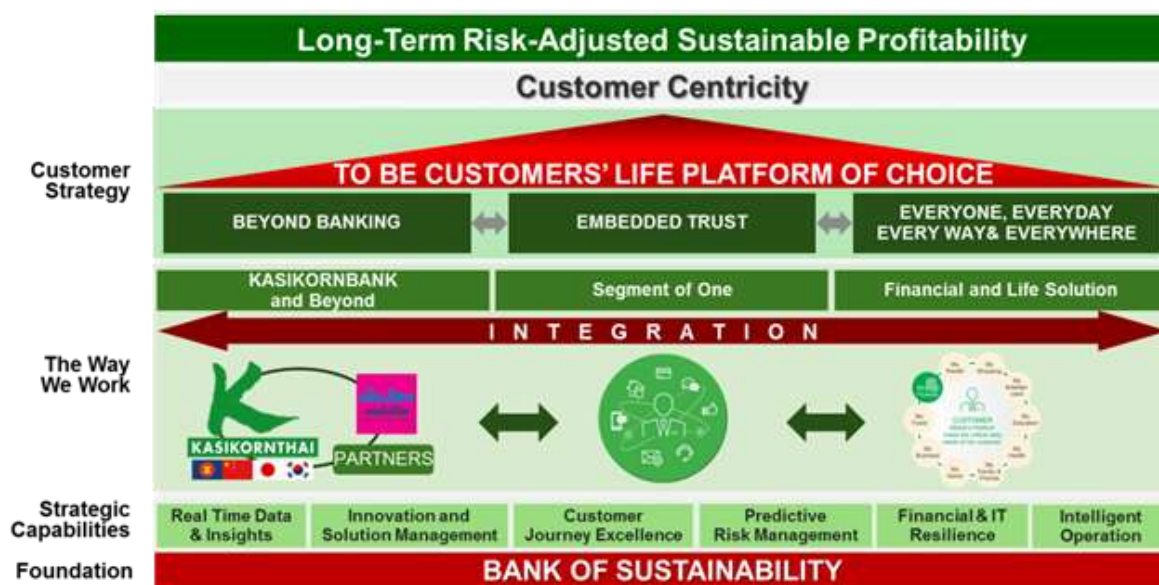 Long-Term Risk-Adjusted Sustainable Profitability
Customer Centricity
Customer
Strategy
TO BE CUSTOMERS' LIFE PLATFORM OF CHOICE
BEYOND BANKING
EMBEDDED TRUST
EVERYONE, EVERYDAY
EVERY WAY& EVERYWHERE
KASIKORNBANK
and Beyond
Segment of One
Financial and Life Solution
INTEGRATION
The Way
We Work
KASIKORNTHAI
PARTNERS
CUSTOMER
Strategic
Capabilities
Real Time Data
& Insights
Innovation and
Solution Management
Customer
Journey Excellence
Predictive
Risk Management
Financial & IT
Resilience
Intelligent
Operation
Foundation
BANK OF SUSTAINABILITY